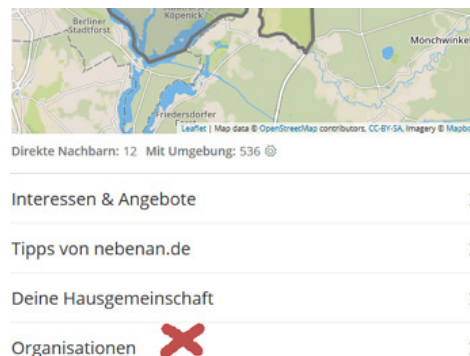 Berliner
Stadtforst
Köpenick
Mönchwinkel
Friedersdorfer
Leaflet | Map data © OpenStreetMap contributors, CC-BY-SA, Imagery © Mapbo
Direkte Nachbarn: 12 Mit Umgebung: 536
Interessen & Angebote
Tipps von nebenan.de
Deine Hausgemeinschaft
Organisationen